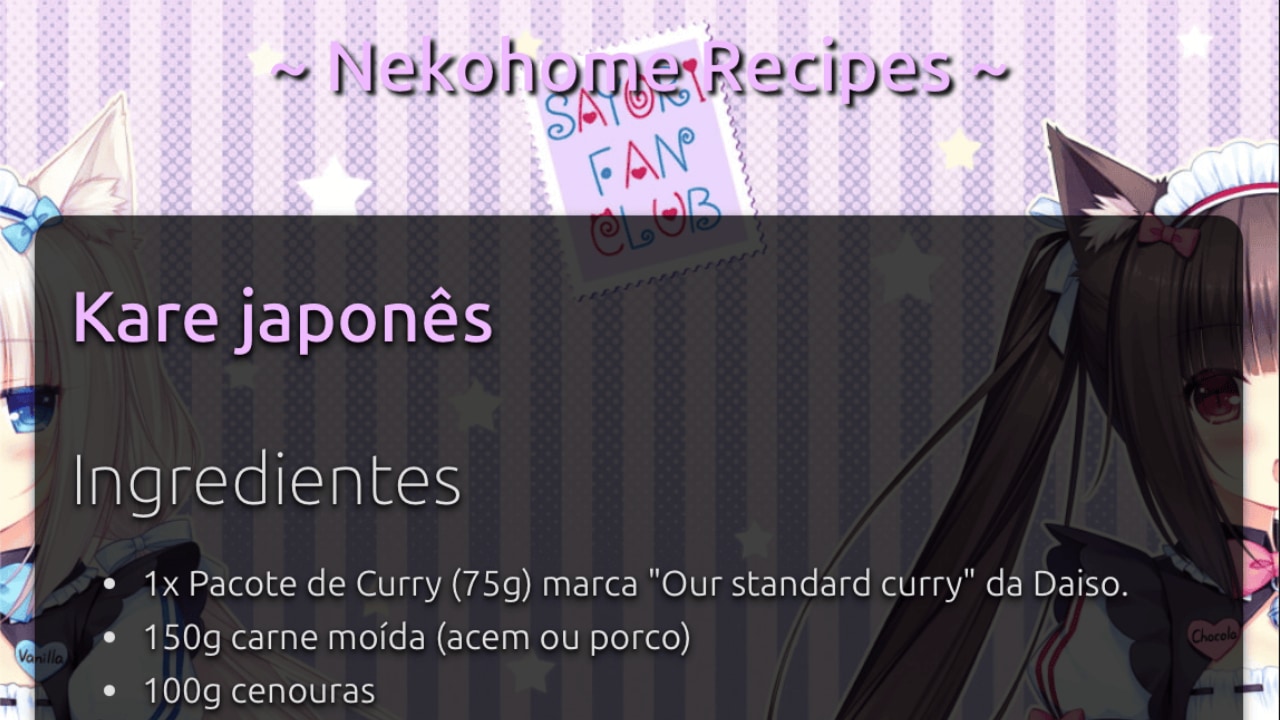 ~ Nekohome Recipes ~
SAYORI
FAN
CLUB
Kare japonês
Ingredientes
1x Pacote de Curry (75g) marca "Our standard curry" da Daiso.
150g carne moída (acem ou porco)
100g cenouras
Vanilla
Chocola